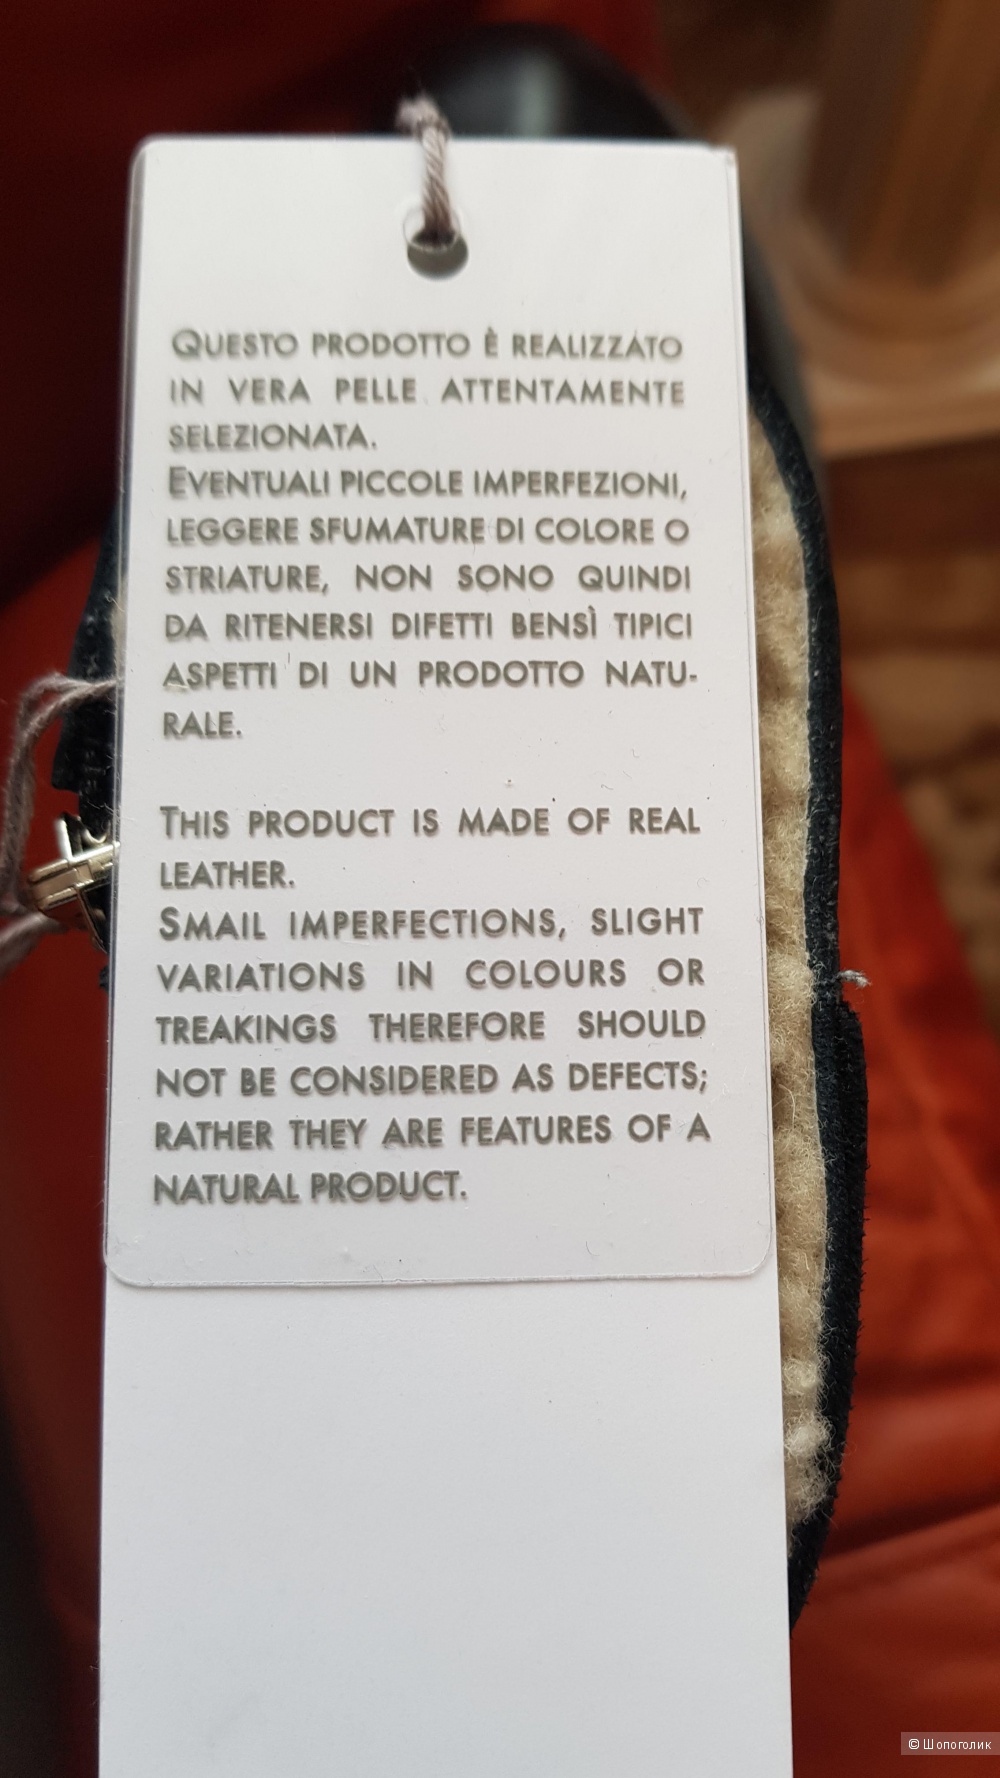 QUESTO PRODOTTO È REALIZZATO
IN VERA PELLE ATTENTAMENTE
SELEZIONATA.
EVENTUALI PICCOLE IMPERFEZIONI,
LEGGERE SFUMATURE DI COLORE O
STRIATURE, NON SONO QUINDI
DA RITENERSI DIFETTI BENSÌ TIPICI
ASPETTI DI UN PRODOTTO NATU-
RALE.
THIS PRODUCT IS MADE OF REAL
LEATHER.
SMAIL IMPERFECTIONS, SLIGHT
VARIATIONS IN COLOURS OR
TREAKINGS THEREFORE SHOULD
NOT BE CONSIDERED AS DEFECTS;
RATHER THEY ARE FEATURES OF A
NATURAL PRODUCT.
© Шопоголик